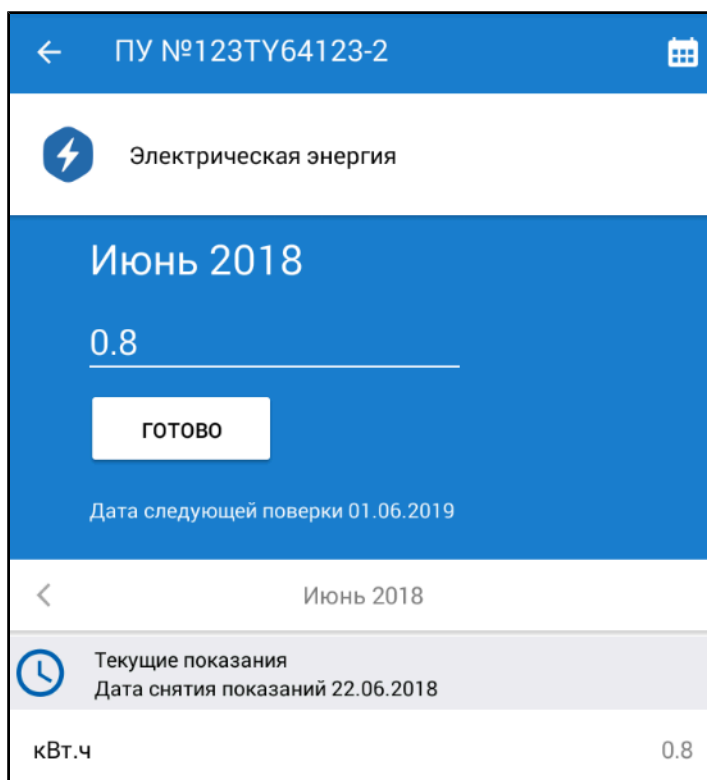 ПУ №123TY64123-2
Электрическая энергия
Июнь 2018
0.8
ГОТОВО
Дата следующей поверки 01.06.2019
Июнь 2018
Текущие показания
Дата снятия показаний 22.06.2018
кВт.ч 0.8